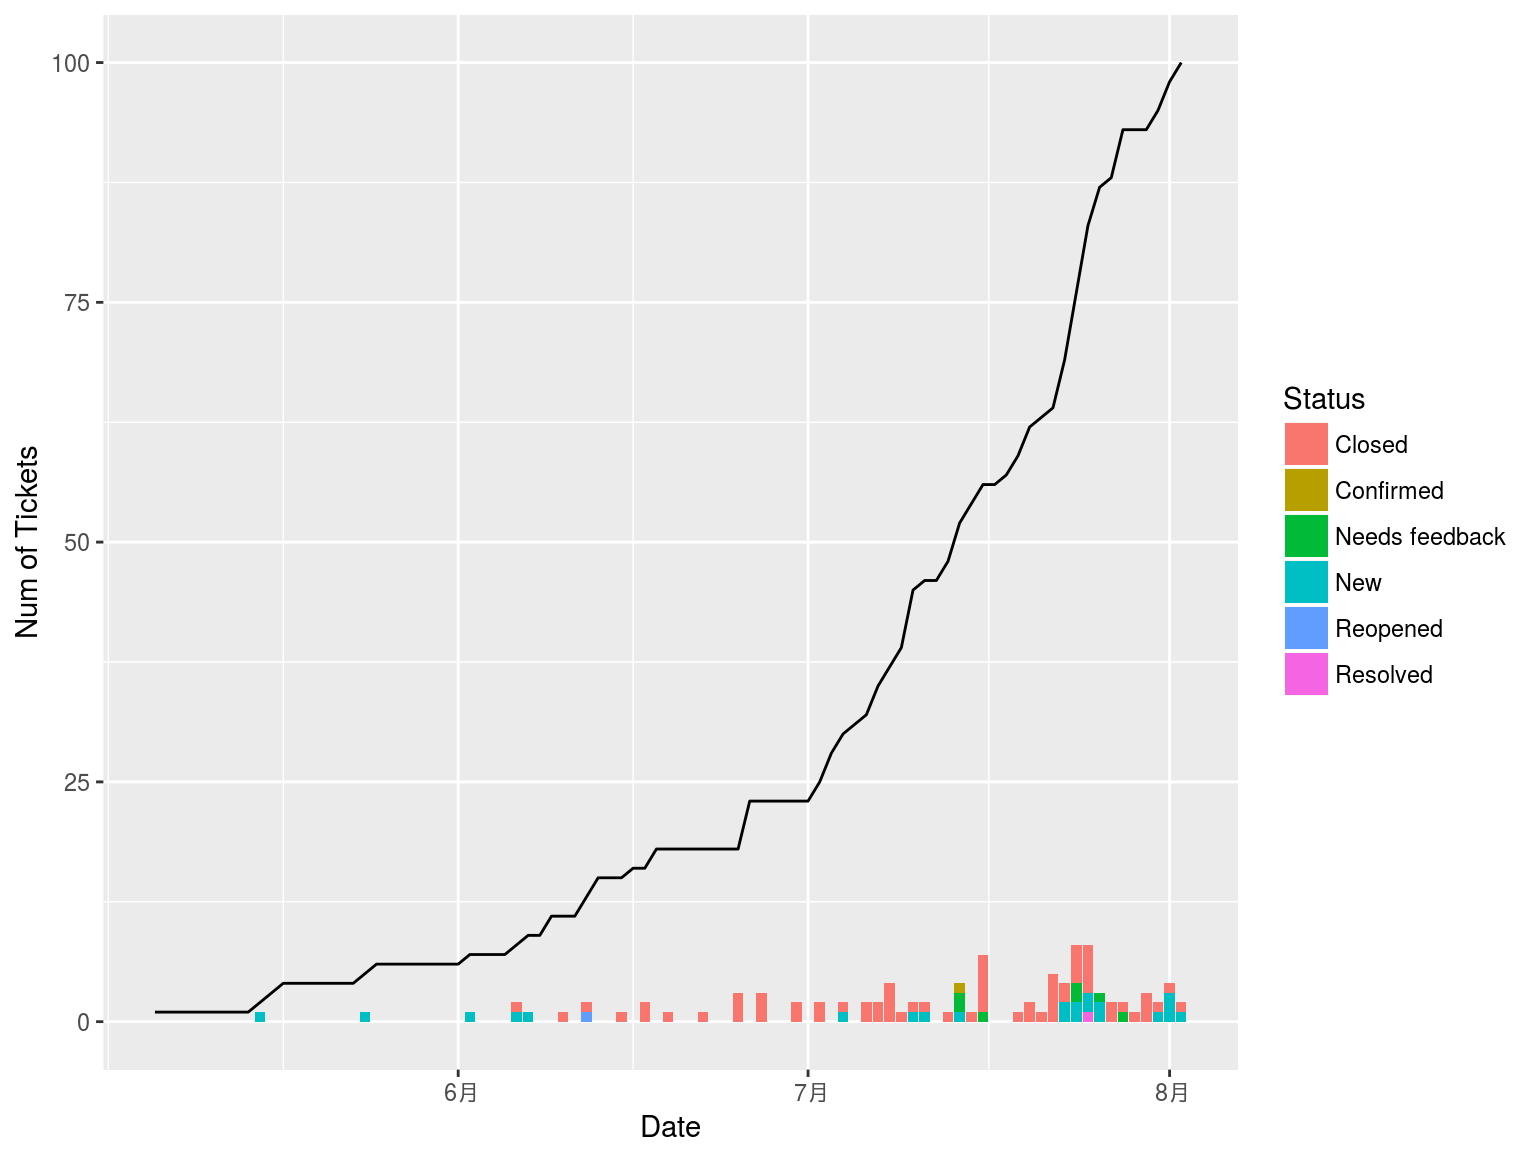 100
75
50
25
0
Num of Tickets
6月
7月
8月
Date
Status
Closed
Confirmed
Needs feedback
New
Reopened
Resolved